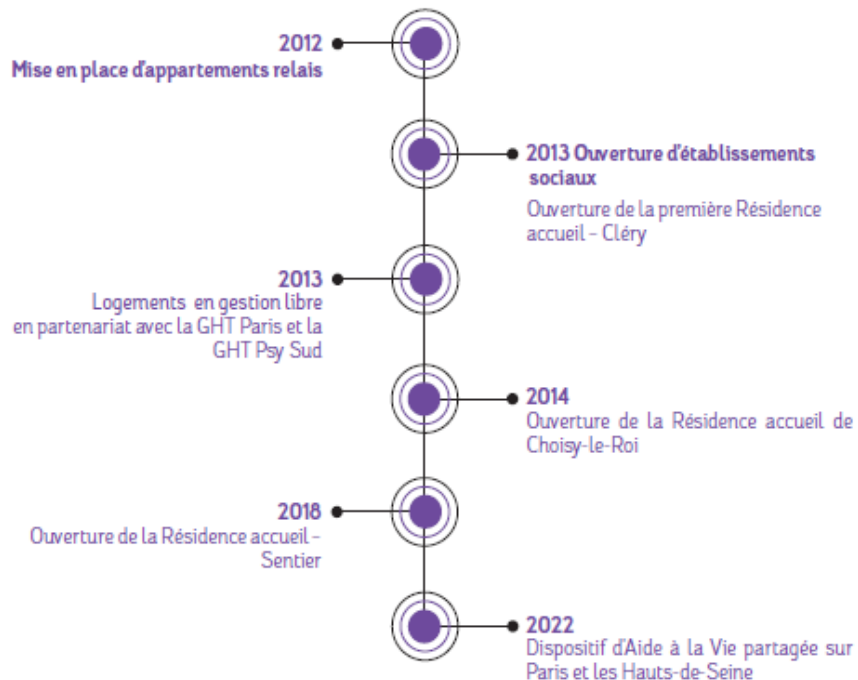 2012
Mise en place d'appartements relais
2013 Ouverture d'établissements
sociaux
Ouverture de la première Résidence
accueil – Cléry
2013
Logements en gestion libre
en partenariat avec la GHT Paris et la
GHT Psy Sud
2014
Ouverture de la Résidence accueil de
Choisy-le-Roi
2018
Ouverture de la Résidence accueil –
Sentier
2022
Dispositif d'Aide à la Vie partagée sur
Paris et les Hauts-de-Seine